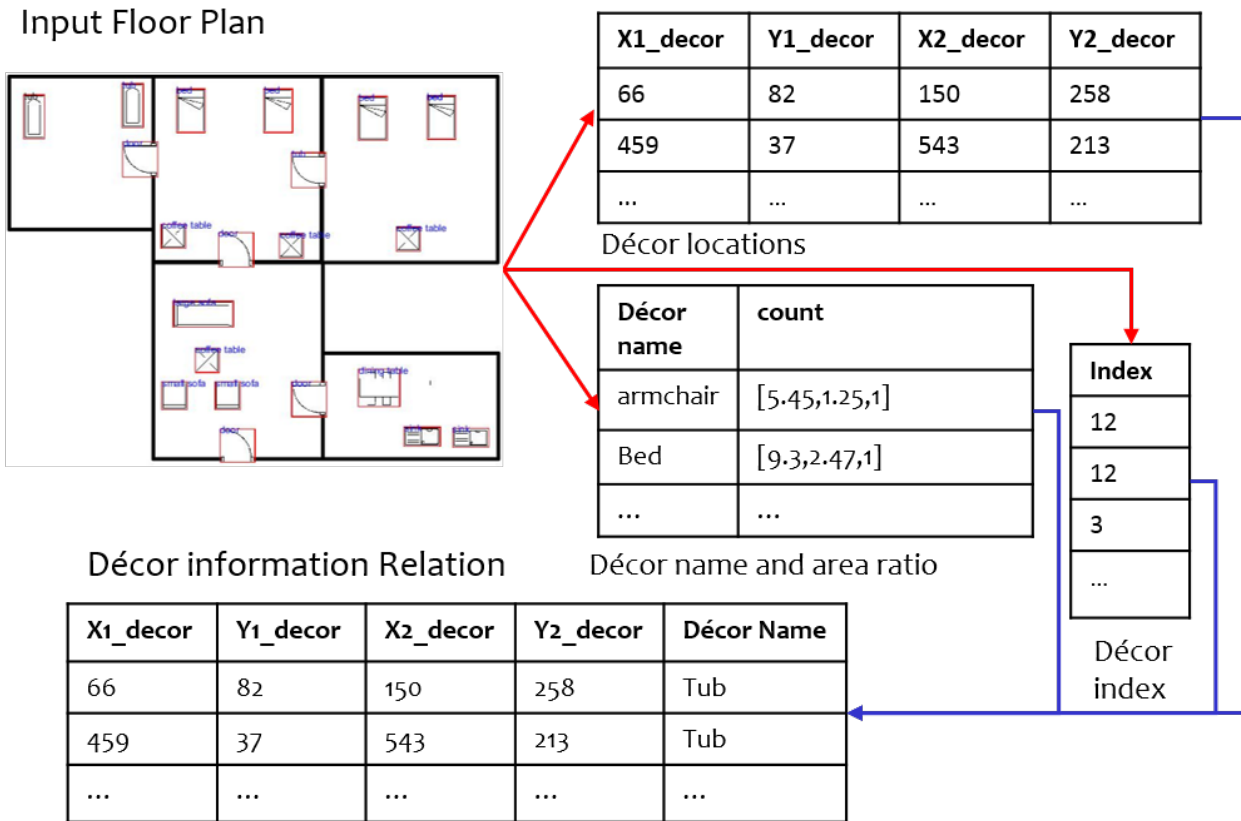 Input Floor Plan
tub
tub
bed
bed
bed
bed
door
tub
coffee table
door
coffee table
coffee table
large sofa
coffee table
small sofa
small sofa
door
dining table
door
sink
sink
X1_decor Y1_decor X2_decor Y2_decor
66 82 150 258
459 37 543 213
... ... ... ...
Décor locations
Décor name count
armchair [5.45,1.25,1]
Bed [9.3,2.47,1]
... ...
Décor name and area ratio
Index
12
12
3
...
Décor
index
Décor information Relation
X1_decor Y1_decor X2_decor Y2_decor Décor Name
66 82 150 258 Tub
459 37 543 213 Tub
... ... ... ... ...